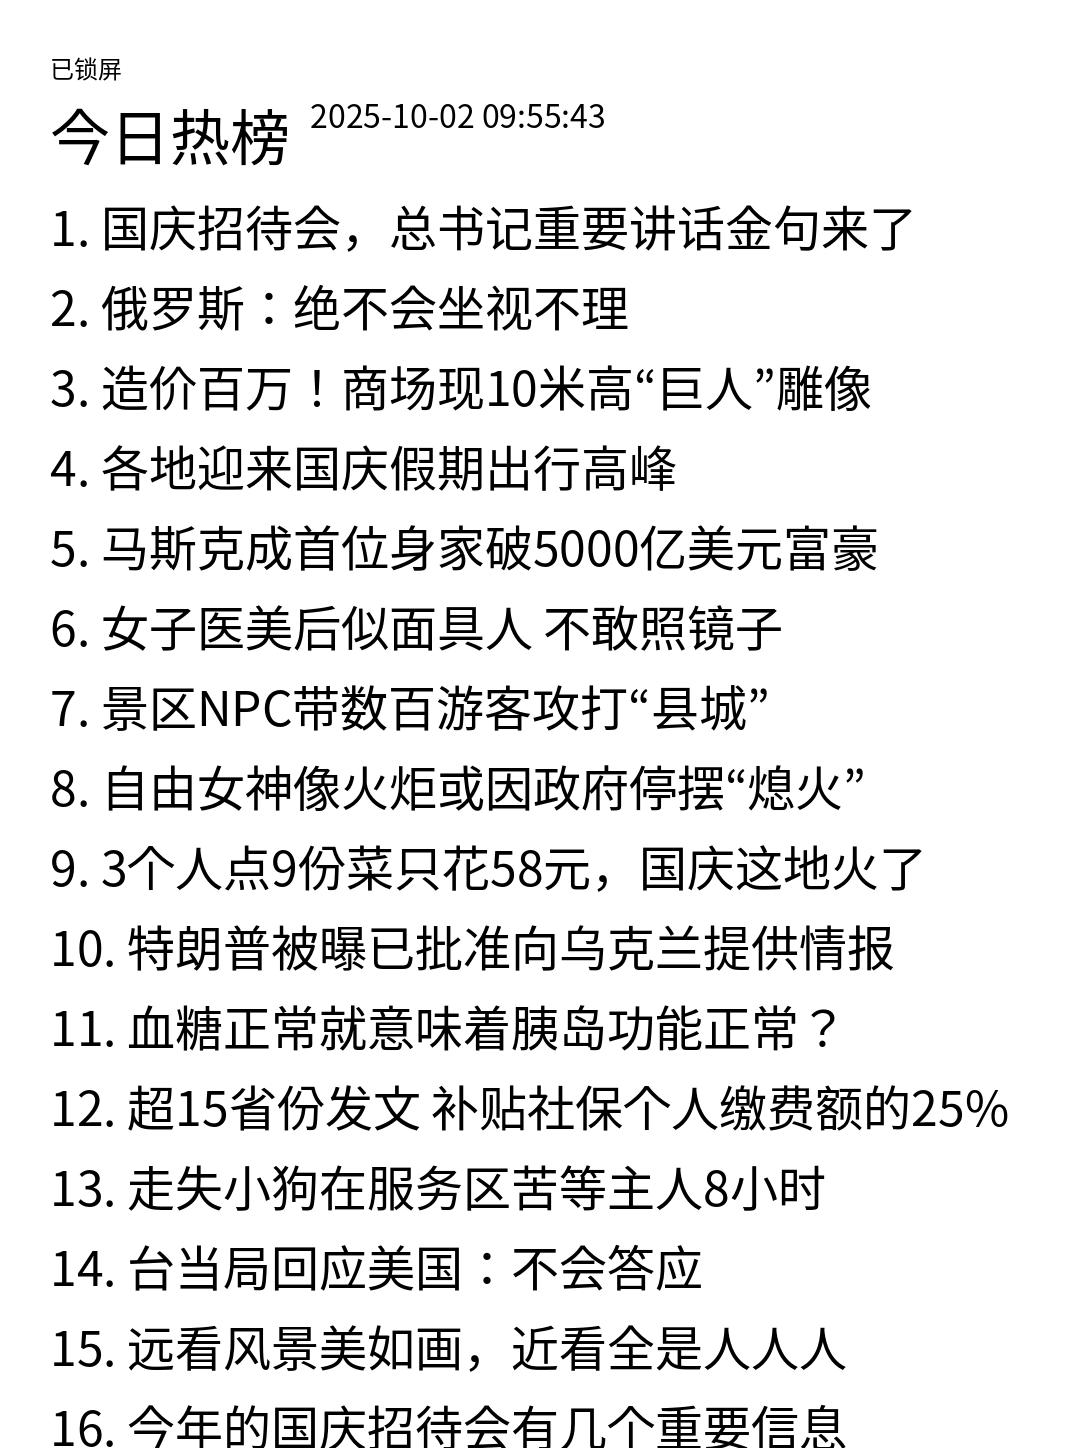 已锁屏
今日热榜 2025-10-02 09:55:43
1. 国庆招待会，总书记重要讲话金句来了
2. 俄罗斯：绝不会坐视不理
3. 造价百万！商场现10米高“巨人”雕像
4. 各地迎来国庆假期出行高峰
5. 马斯克成首位身家破5000亿美元富豪
6. 女子医美后似面具人 不敢照镜子
7. 景区NPC带数百游客攻打“县城”
8. 自由女神像火炬或因政府停摆“熄火”
9. 3个人点9份菜只花58元，国庆这地火了
10. 特朗普被曝已批准向乌克兰提供情报
11. 血糖正常就意味着胰岛功能正常？
12. 超15省份发文 补贴社保个人缴费额的25%
13. 走失小狗在服务区苦等主人8小时
14. 台当局回应美国：不会答应
15. 远看风景美如画，近看全是人人人
16. 今年的国庆招待会有几个重要信息